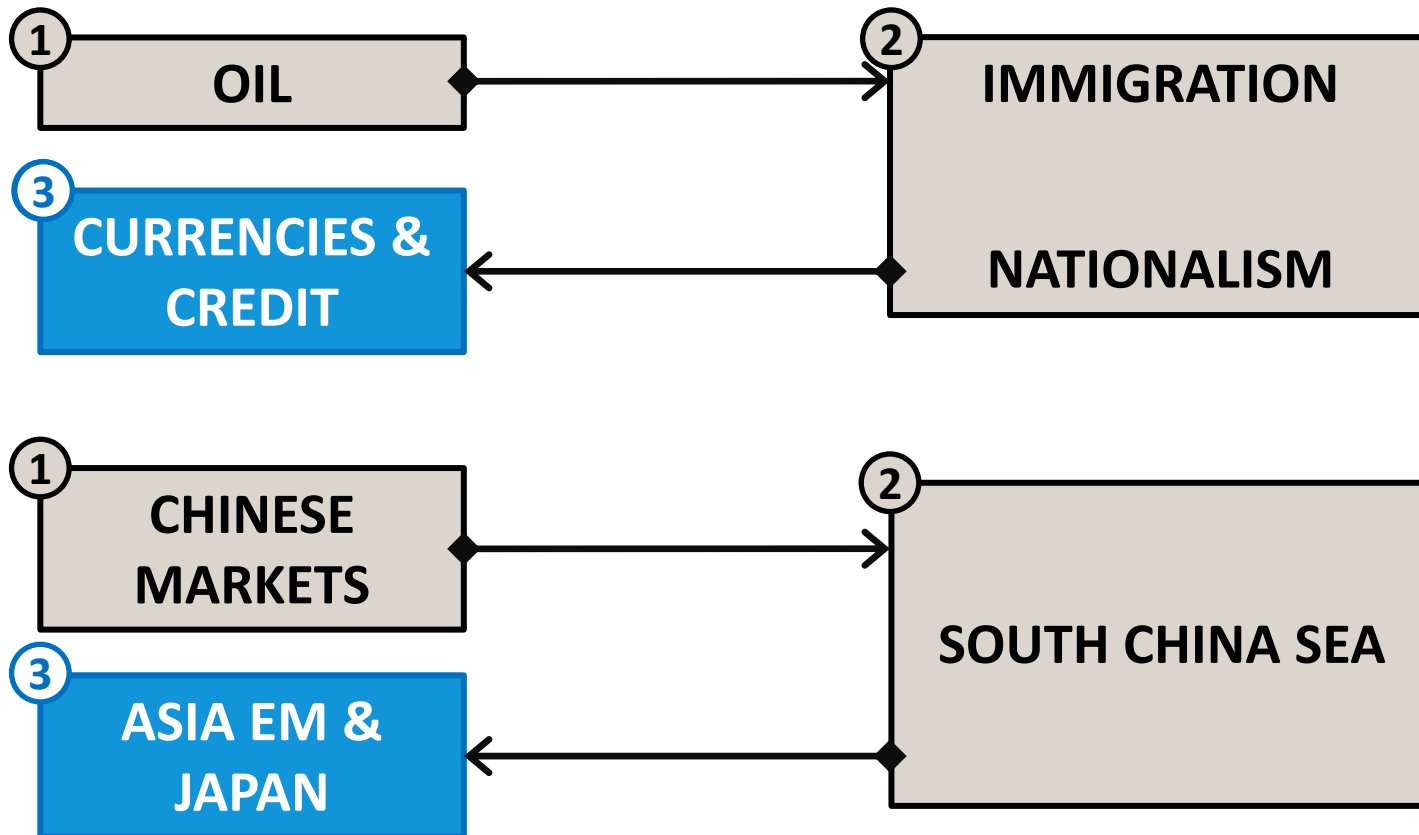 1
OIL
2
IMMIGRATION
NATIONALISM
3
CURRENCIES &
CREDIT
1
CHINESE
MARKETS
2
SOUTH CHINA SEA
3
ASIA EM &
JAPAN